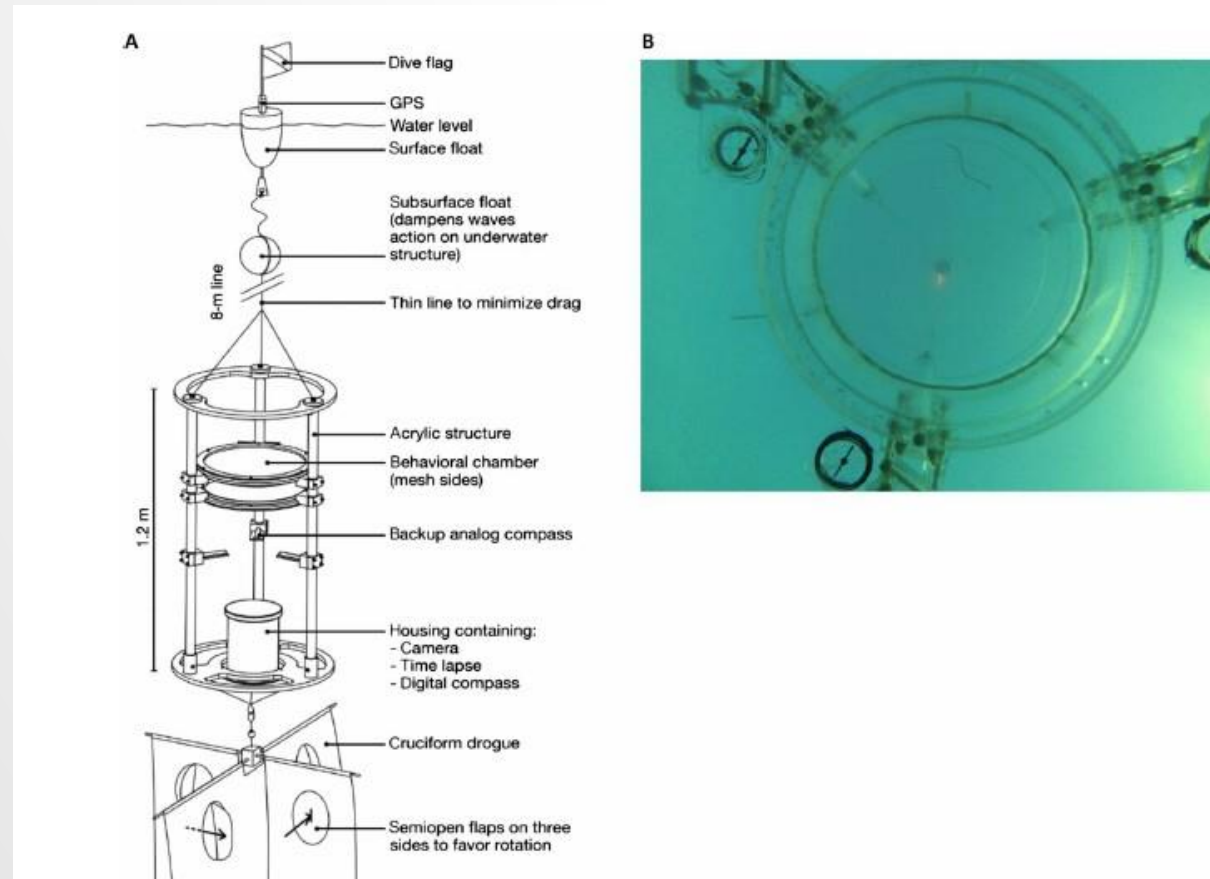 A
Dive flag
GPS
Water level
Surface float
Subsurface float
(dampens waves
action on underwater
structure)
8-m line
Thin line to minimize drag
Acrylic structure
Behavioral chamber
(mesh sides)
1.2 m
Backup analog compass
Housing containing:
- Camera
- Time lapse
- Digital compass
Cruciform drogue
Semiopen flaps on three
sides to favor rotation
B